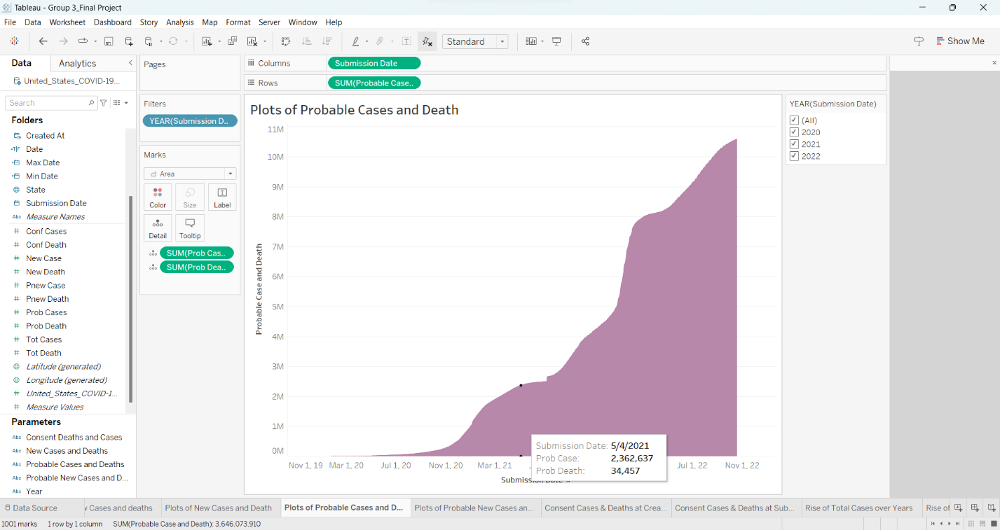 Tableau - Group 3_Final Project
File Data Worksheet Dashboard Story Analysis Map Format Server Window Help
Standard
Show Me
Data
Analytics
United_States_COVID-19...
Search
Folders
Created At
Date
Max Date
Min Date
State
Submission Date
Abc Measure Names
Conf Cases
Conf Death
New Case
New Death
Pnew Case
Pnew Death
Prob Cases
Prob Death
Tot Cases
Tot Death
Latitude (generated)
Longitude (generated)
United_States_COVID-1...
Measure Values
Parameters
Abc Consent Deaths and Cases
Abc New Cases and Deaths
Abc Probable Cases and Deaths
Abc Probable New Cases and D...
Abc Year
Pages
Filters
YEAR(Submission D..
Marks
Area
Color Size Label
Detail Tooltip
SUM(Prob Cas..
SUM(Prob Dea..
Columns Submission Date
Rows SUM(Probable Case..
Plots of Probable Cases and Death
11M
10M
9M
8M
7M
6M
5M
4M
3M
2M
1M
0M
Probable Case and Death
Nov 1, 19 Mar 1, 20 Jul 1, 20 Nov 1, 20 Mar 1, 21 Jul 1, 22 Nov 1, 22
Submission Date
Submission Date: 5/4/2021
Prob Case: 2,362,637
Prob Death: 34,457
YEAR(Submission Date)
(All)
2020
2021
2022
Data Source
Cases and deaths
Plots of New Cases and Death
Plots of Probable Cases and D...
Plots of Probable New Cases an...
Consent Cases & Deaths at Crea...
Consent Cases & Deaths at Sub...
Rise of Total Cases over Years
Rise of
1001 marks 1 row by 1 column SUM(Probable Case and Death): 3,646,073,910